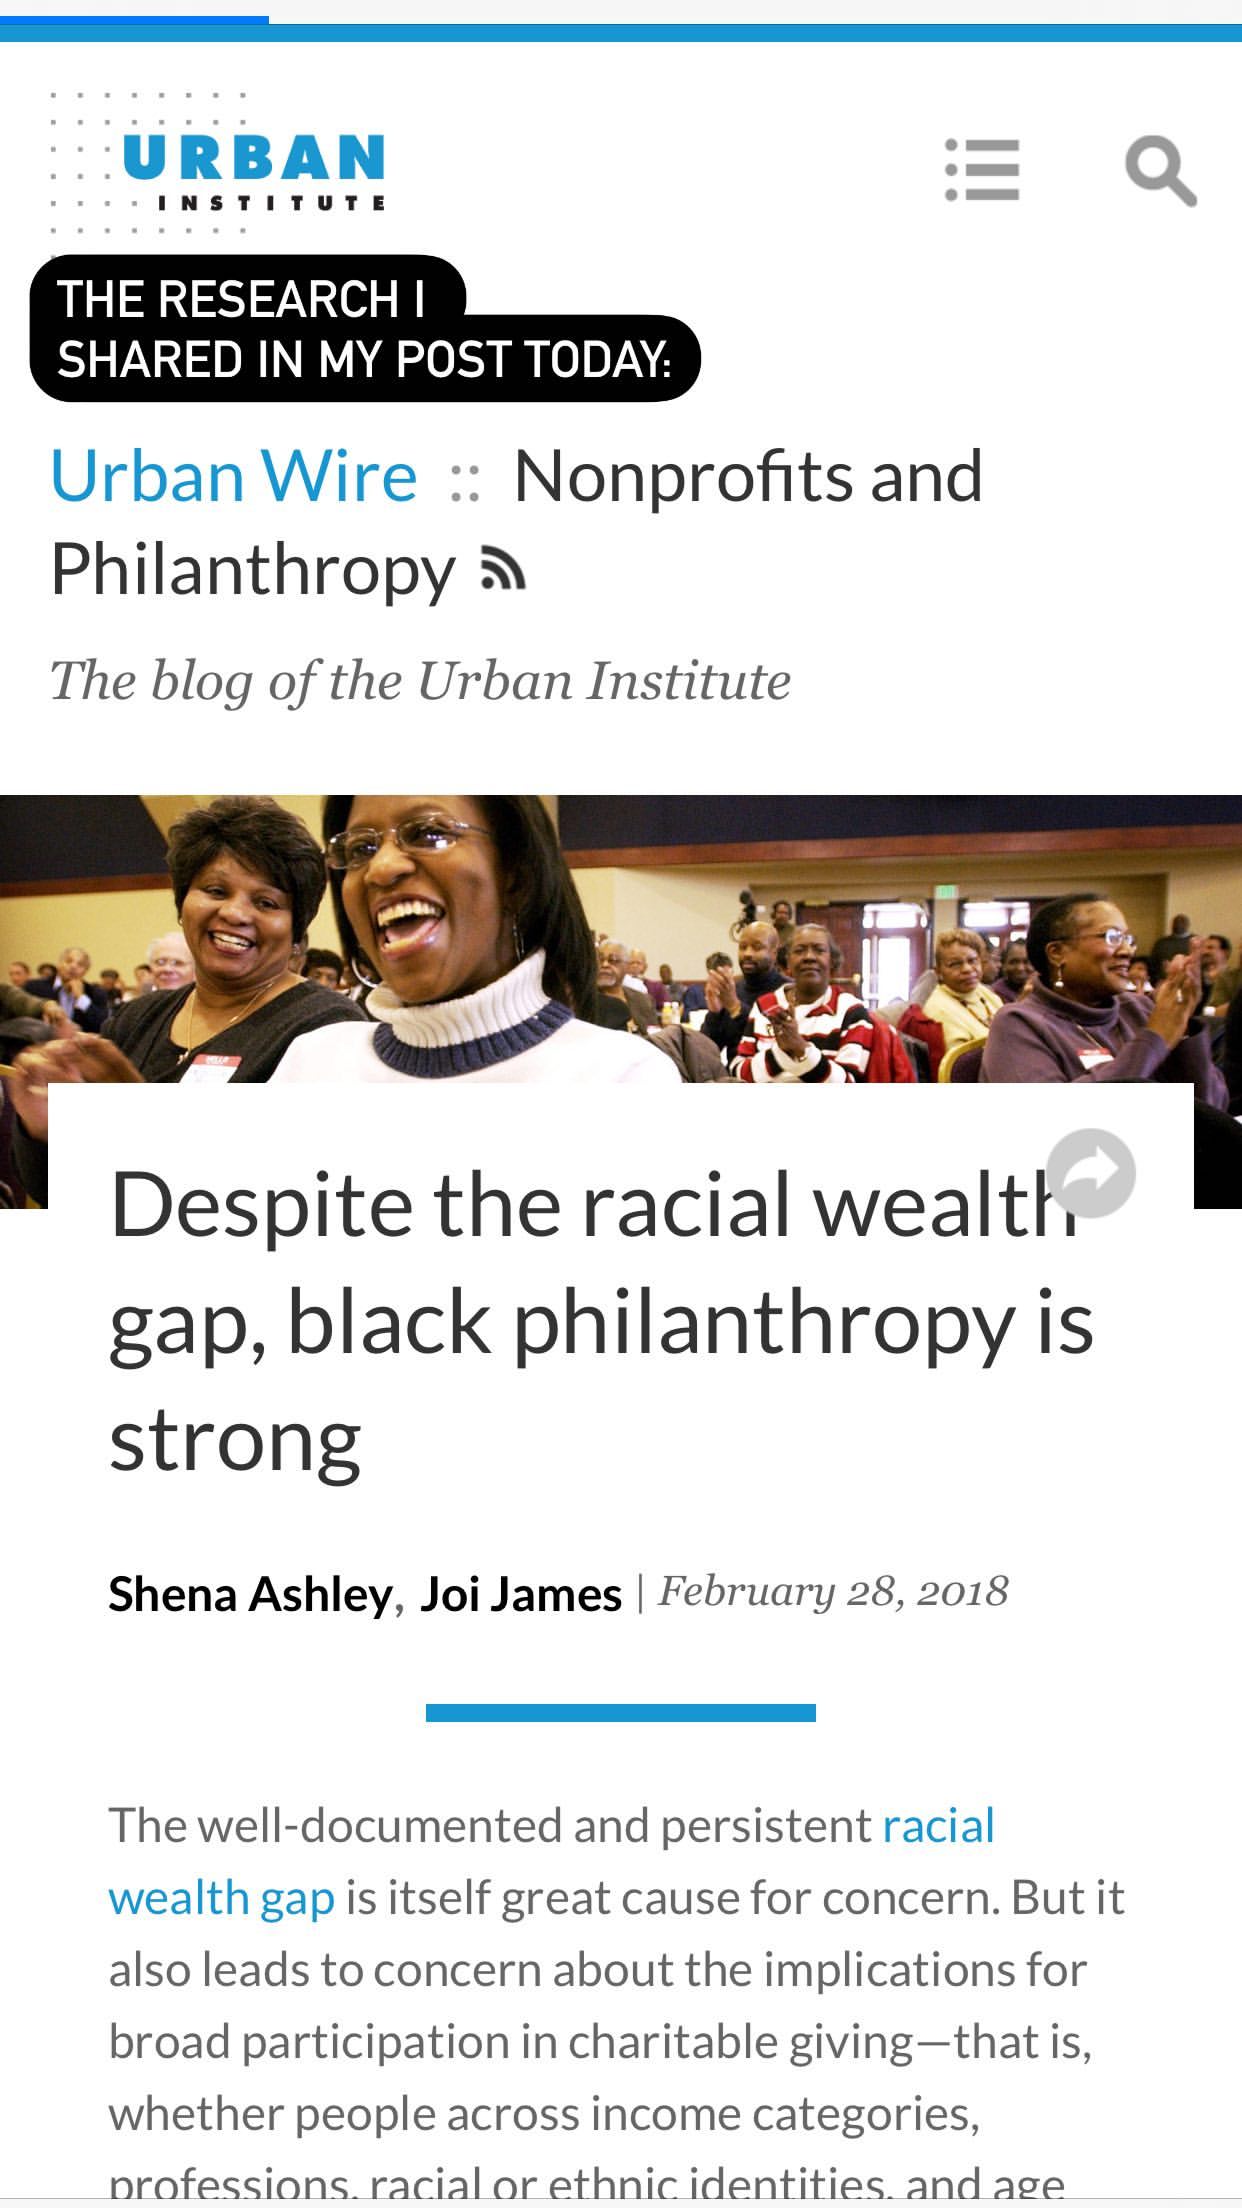 URBAN
INSTITUTE
THE RESEARCH I
SHARED IN MY POST TODAY:
Urban Wire :: Nonprofits and
Philanthropy
The blog of the Urban Institute
Despite the racial wealth
gap, black philanthropy is
strong
Shena Ashley, Joi James | February 28, 2018
The well-documented and persistent racial
wealth gap is itself great cause for concern. But it
also leads to concern about the implications for
broad participation in charitable giving—that is,
whether people across income categories,
professions, racial or ethnic identities, and age